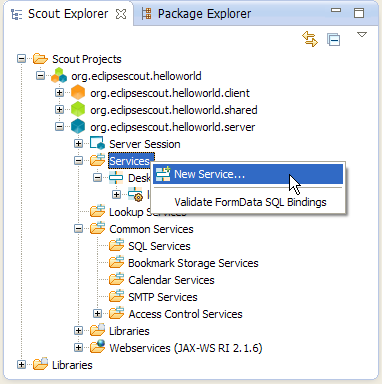 Scout Explorer
Package Explorer
Scout Projects
org.eclipsescout.helloworld
org.eclipsescout.helloworld.client
org.eclipsescout.helloworld.shared
org.eclipsescout.helloworld.server
Server Session
Services
New Service...
Desk
Validate FormData SQL Bindings
Lookup Services
Common Services
SQL Services
Bookmark Storage Services
Calendar Services
SMTP Services
Access Control Services
Libraries
Webservices (JAX-WS RI 2.1.6)
Libraries